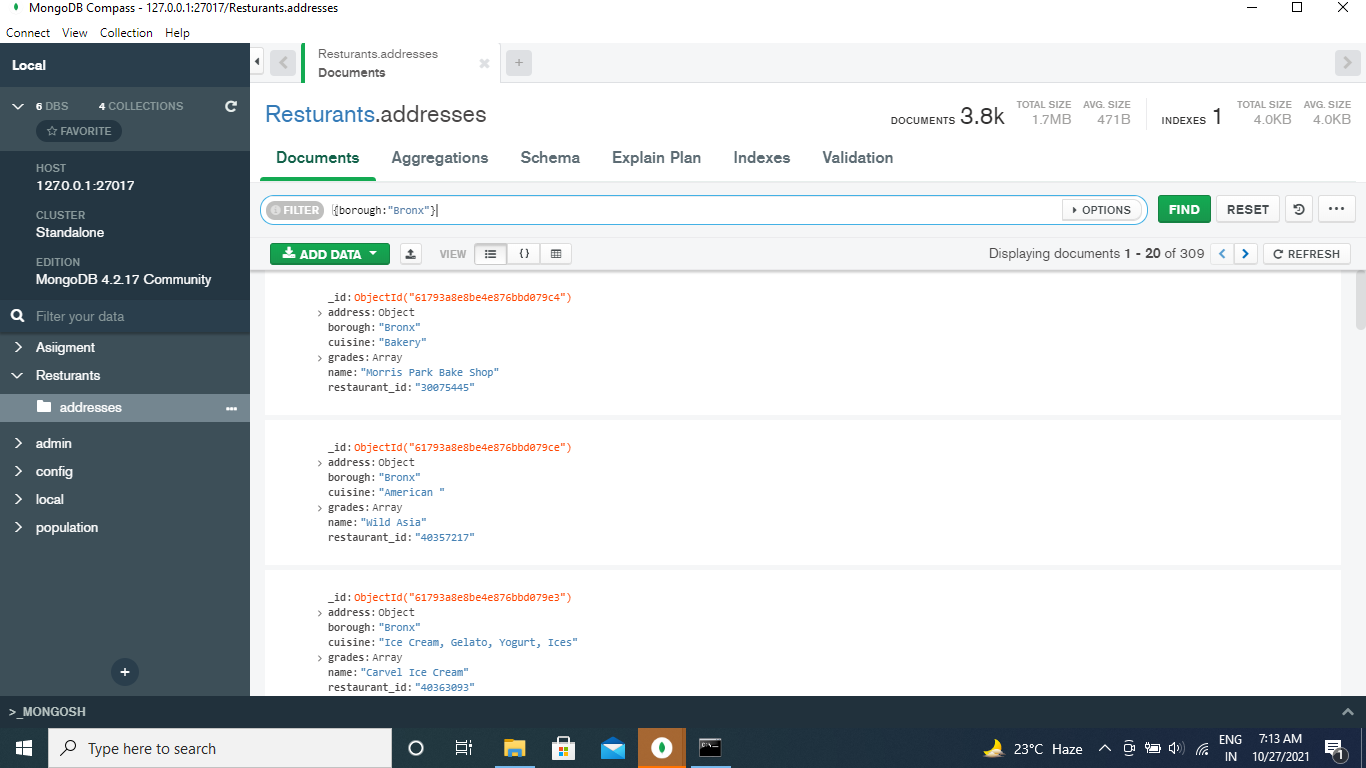 MongoDB Compass - 127.0.0.1:27017/Resturants.addresses
Connect View Collection Help
Local
6 DBS 4 COLLECTIONS
FAVORITE
HOST
127.0.0.1:27017
CLUSTER
Standalone
EDITION
MongoDB 4.2.17 Community
Filter your data
Asiigment
Resturants
addresses
admin
config
local
population
Resturants.addresses
Documents
Resturants.addresses
DOCUMENTS 3.8k TOTAL SIZE 1.7MB AVG. SIZE 471B INDEXES 1 TOTAL SIZE 4.0KB AVG. SIZE 4.0KB
Documents Aggregations Schema Explain Plan Indexes Validation
FILTER {borough:"Bronx"} OPTIONS FIND RESET
ADD DATA VIEW {} Displaying documents 1 - 20 of 309 REFRESH
_id: ObjectId("61793a8e8be4e876bbd079c4")
address: Object
borough: "Bronx"
cuisine: "Bakery"
grades: Array
name: "Morris Park Bake Shop"
restaurant_id: "30075445"
_id: ObjectId("61793a8e8be4e876bbd079ce")
address: Object
borough: "Bronx"
cuisine: "American "
grades: Array
name: "Wild Asia"
restaurant_id: "40357217"
_id: ObjectId("61793a8e8be4e876bbd079e3")
address: Object
borough: "Bronx"
cuisine: "Ice Cream, Gelato, Yogurt, Ices"
grades: Array
name: "Carvel Ice Cream"
restaurant_id: "40363093"
>_MONGOSH
Type here to search
23°C Haze
ENG
IN
7:13 AM
10/27/2021
1